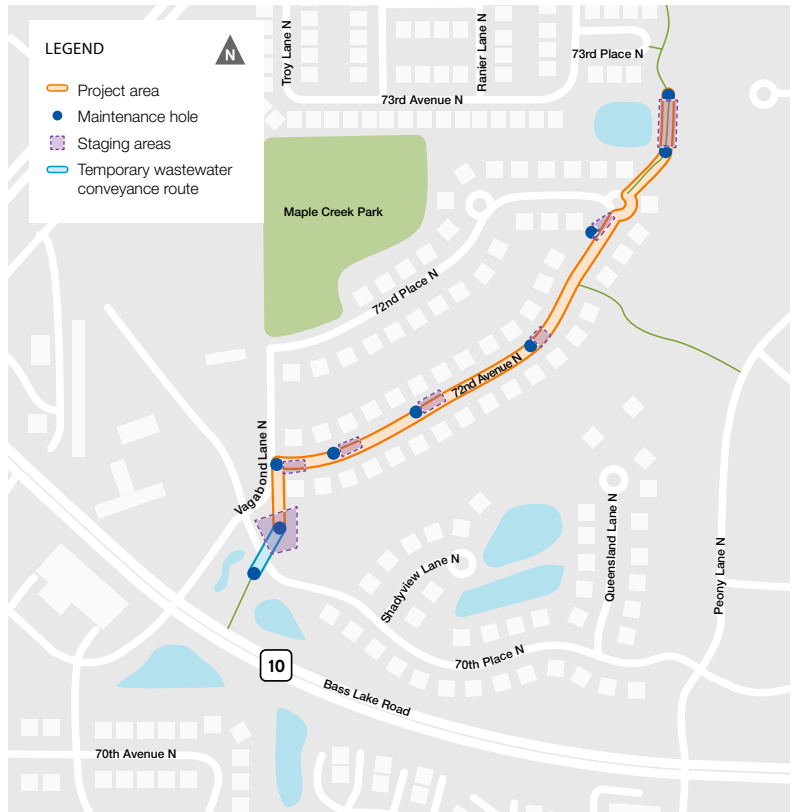 LEGEND
N
Project area
Maintenance hole
Staging areas
Temporary wastewater
conveyance route
Troy Lane N
Ranier Lane N
73rd Place N
73rd Avenue N
Maple Creek Park
72nd Place N
72nd Avenue N
Vagabond Lane N
Shadyview Lane N
Queensland Lane N
Peony Lane N
70th Place N
10
Bass Lake Road
70th Avenue N